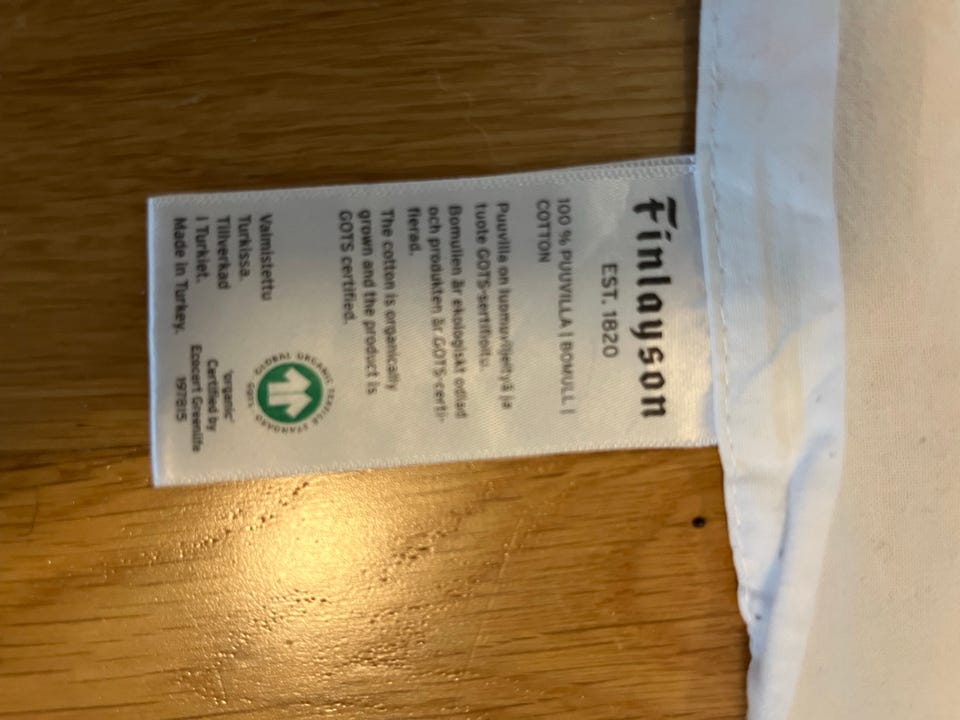 Finlayson
EST. 1820
100 % PUUVILLA | BOMULL |
COTTON
Puuvilla on luomuviljeltyä ja
tuote GOTS-sertifioitu.
Bomullen är ekologiskt odlad
och produkten är GOTS-certi-
fierad.
The cotton is organically
grown and the product is
GOTS certified.
Valmistettu
Turkissa.
Tillverkad
i Turkiet.
Made in Turkey.
GLOBAL ORGANIC TEXTILE STANDARD
GOTS
'organic'
Certified by
Ecocert Greenlife
197815